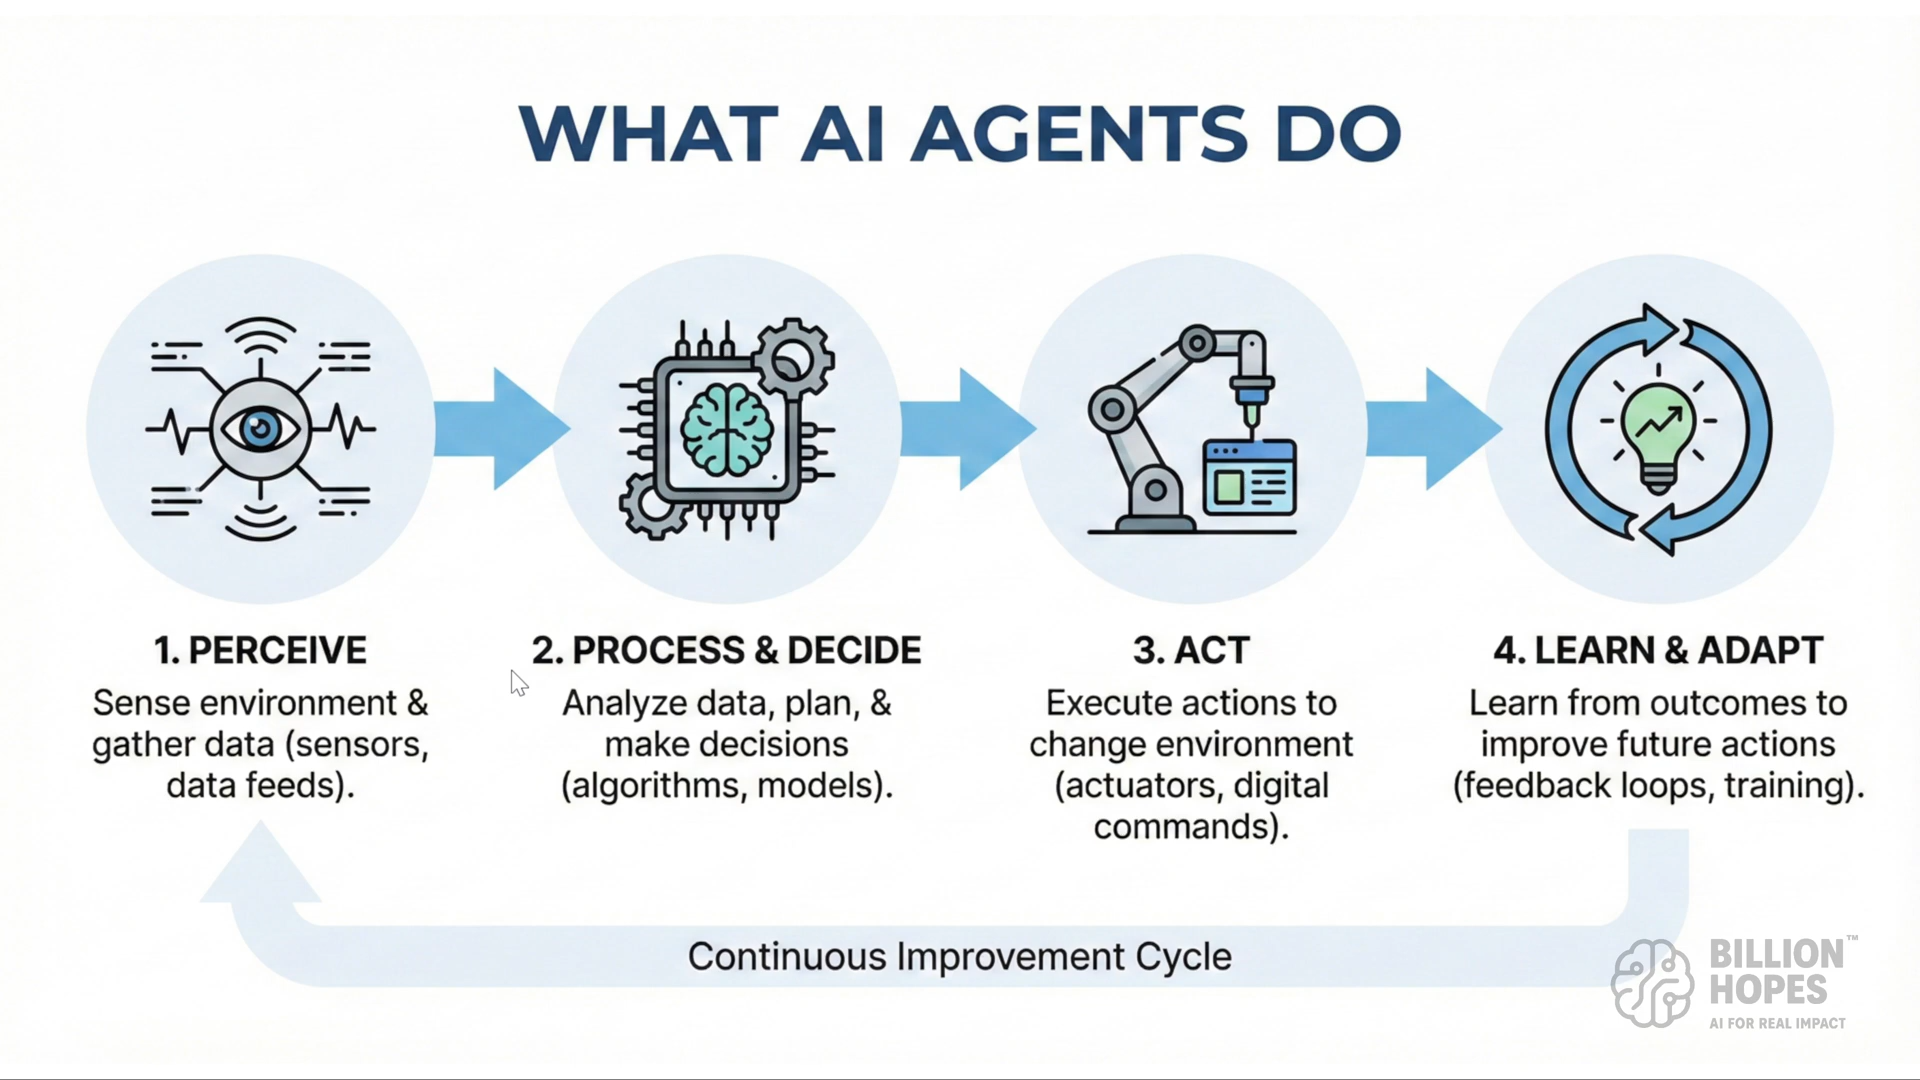 WHAT AI AGENTS DO
1. PERCEIVE
Sense environment &
gather data (sensors,
data feeds).
2. PROCESS & DECIDE
Analyze data, plan, &
make decisions
(algorithms, models).
3. ACT
Execute actions to
change environment
(actuators, digital
commands).
4. LEARN & ADAPT
Learn from outcomes to
improve future actions
(feedback loops, training).
Continuous Improvement Cycle
BILLION™
HOPES
AI FOR REAL IMPACT